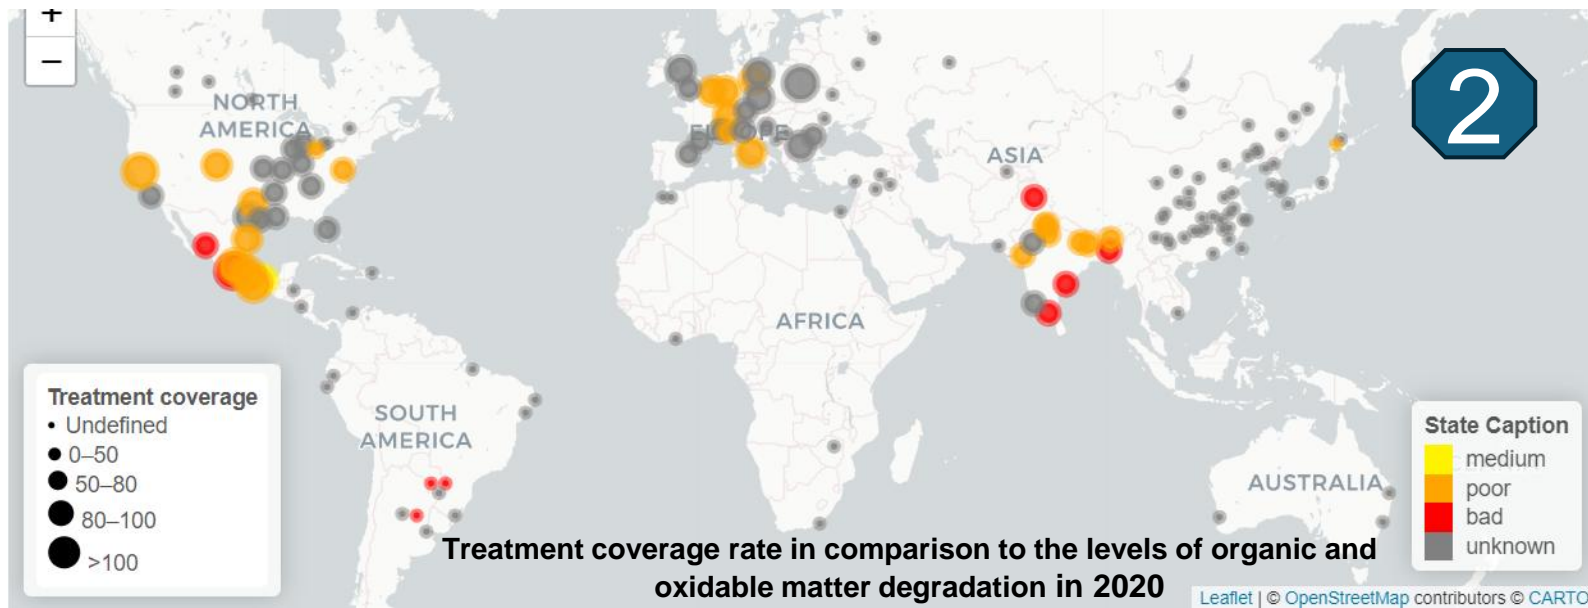 +
−
2
NORTH
AMERICA
EUROPE
ASIA
AFRICA
SOUTH
AMERICA
AUSTRALIA
Treatment coverage
Undefined
0–50
50–80
80–100
>100
State Caption
medium
poor
bad
unknown
Treatment coverage rate in comparison to the levels of organic and
oxidable matter degradation in 2020
Leaflet | © OpenStreetMap contributors © CARTO